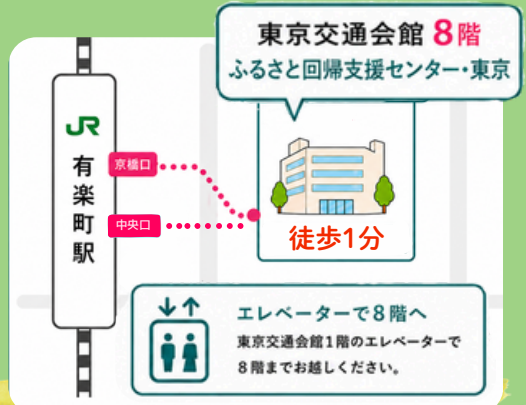 東京交通会館 8階
ふるさと回帰支援センター・東京
JR
有楽町駅
京橋口
中央口
徒歩1分
エレベーターで8階へ
東京交通会館1階のエレベーターで
8階までお越しください。